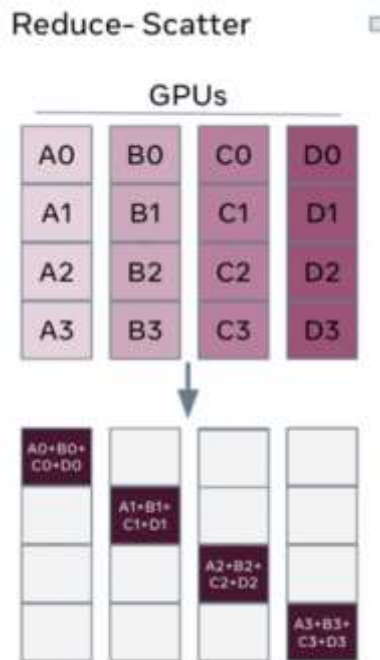 Reduce- Scatter
GPUs
A0 B0 C0 D0
A1 B1 C1 D1
A2 B2 C2 D2
A3 B3 C3 D3
A0+B0+
C0+D0
A1+B1+
C1+D1
A2+B2+
C2+D2
A3+B3+
C3+D3